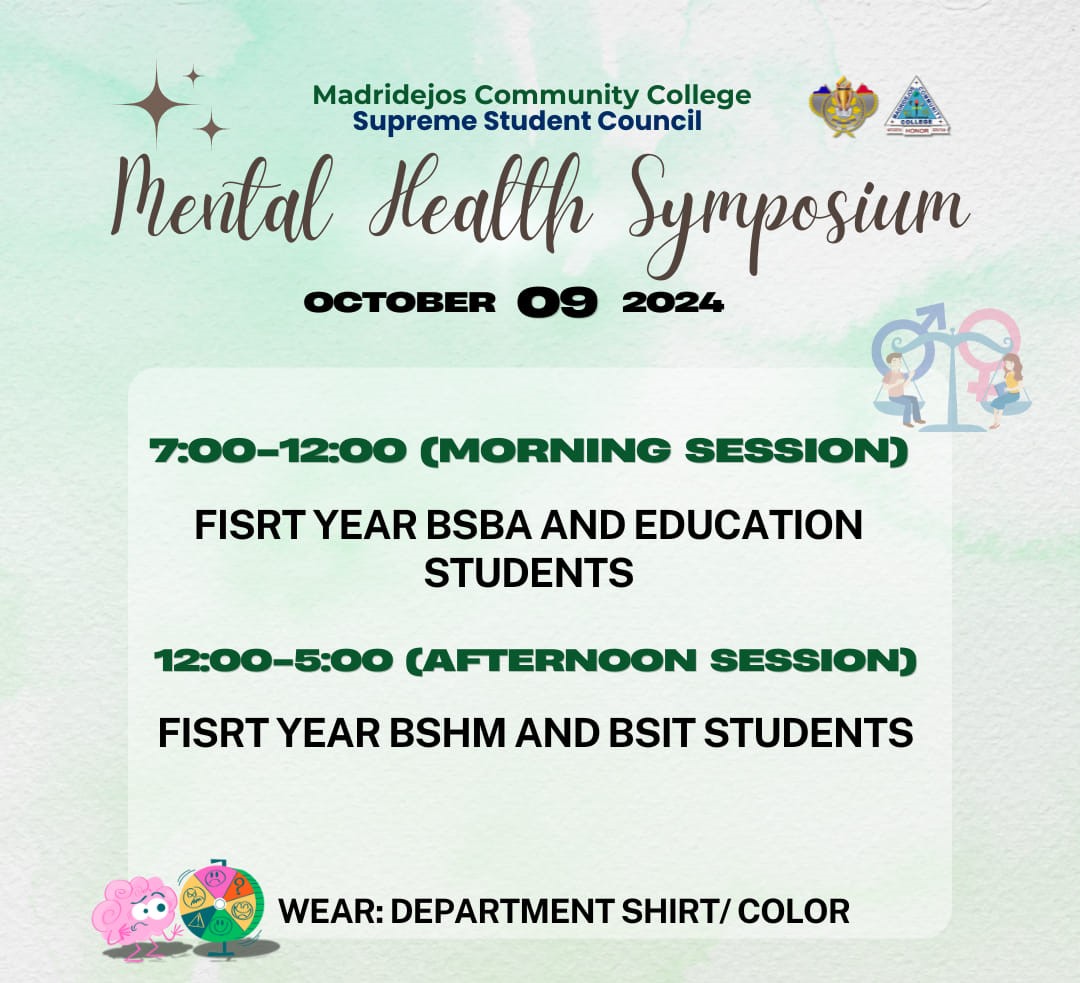 Madridejos Community College
Supreme Student Council
Mental Health Symposium
OCTOBER 09 2024
7:00-12:00 (MORNING SESSION)
FISRT YEAR BSBA AND EDUCATION
STUDENTS
12:00-5:00 (AFTERNOON SESSION)
FISRT YEAR BSHM AND BSIT STUDENTS
WEAR: DEPARTMENT SHIRT/ COLOR